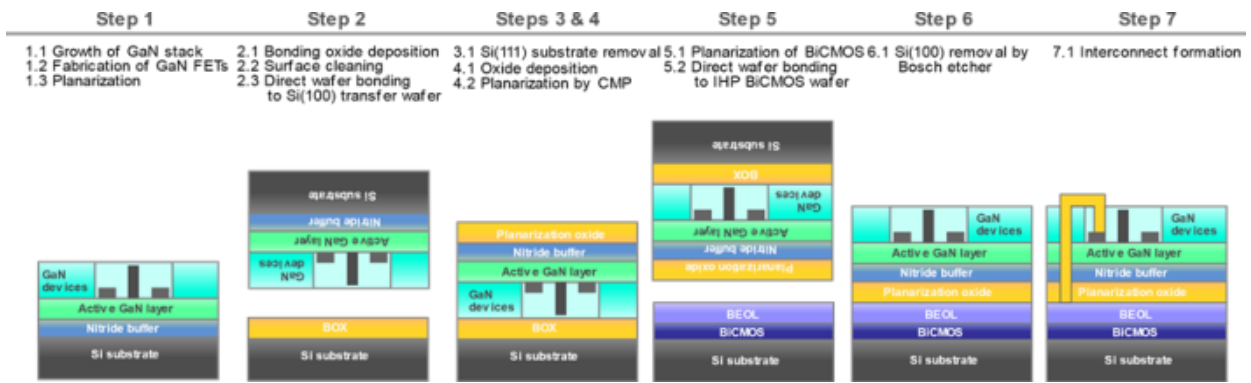 Step 1
1.1 Growth of GaN stack
1.2 Fabrication of GaN FETs
1.3 Planarization
GaN
devices
Active GaN layer
Nitride buffer
Si substrate
Step 2
2.1 Bonding oxide deposition
2.2 Surface cleaning
2.3 Direct wafer bonding
to Si(100) transfer wafer
Si substrate
Nitride buffer
Active GaN layer
GaN
devices
BOX
Si substrate
Steps 3 & 4
3.1 Si(111) substrate removal
4.1 Oxide deposition
4.2 Planarization by CMP
Planarization oxide
Nitride buffer
Active GaN layer
GaN
devices
BOX
Si substrate
Step 5
5.1 Planarization of BiCMOS
5.2 Direct wafer bonding
to IHP BiCMOS wafer
Si substrate
BOX
GaN
devices
Active GaN layer
Nitride buffer
Planarization oxide
BEOL
BiCMOS
Si substrate
Step 6
6.1 Si(100) removal by
Bosch etcher
GaN
devices
Active GaN layer
Nitride buffer
Planarization oxide
BEOL
BiCMOS
Si substrate
Step 7
7.1 Interconnect formation
GaN
devices
Active GaN layer
Nitride buffer
Planarization oxide
BEOL
BiCMOS
Si substrate